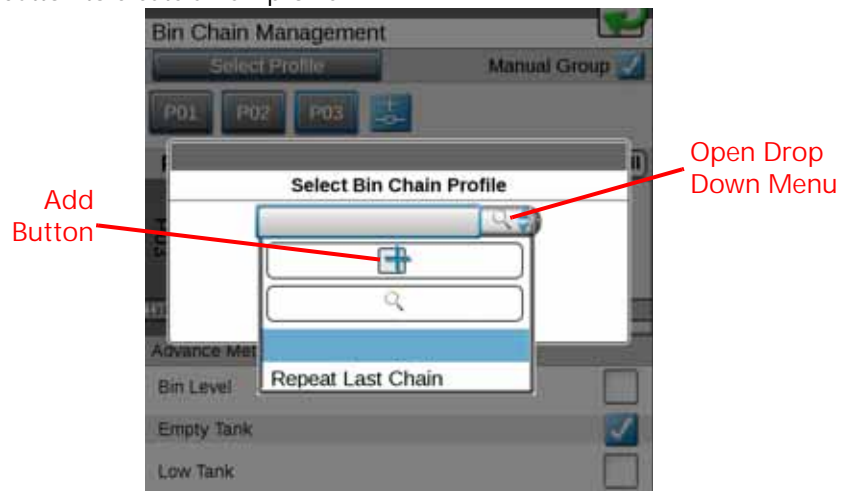 Bin Chain Management
Select Profile
Manual Group
P01 P02 P03
Select Bin Chain Profile
Open Drop
Down Menu
Add
Button
Advance Met
Repeat Last Chain
Bin Level
Empty Tank
Low Tank